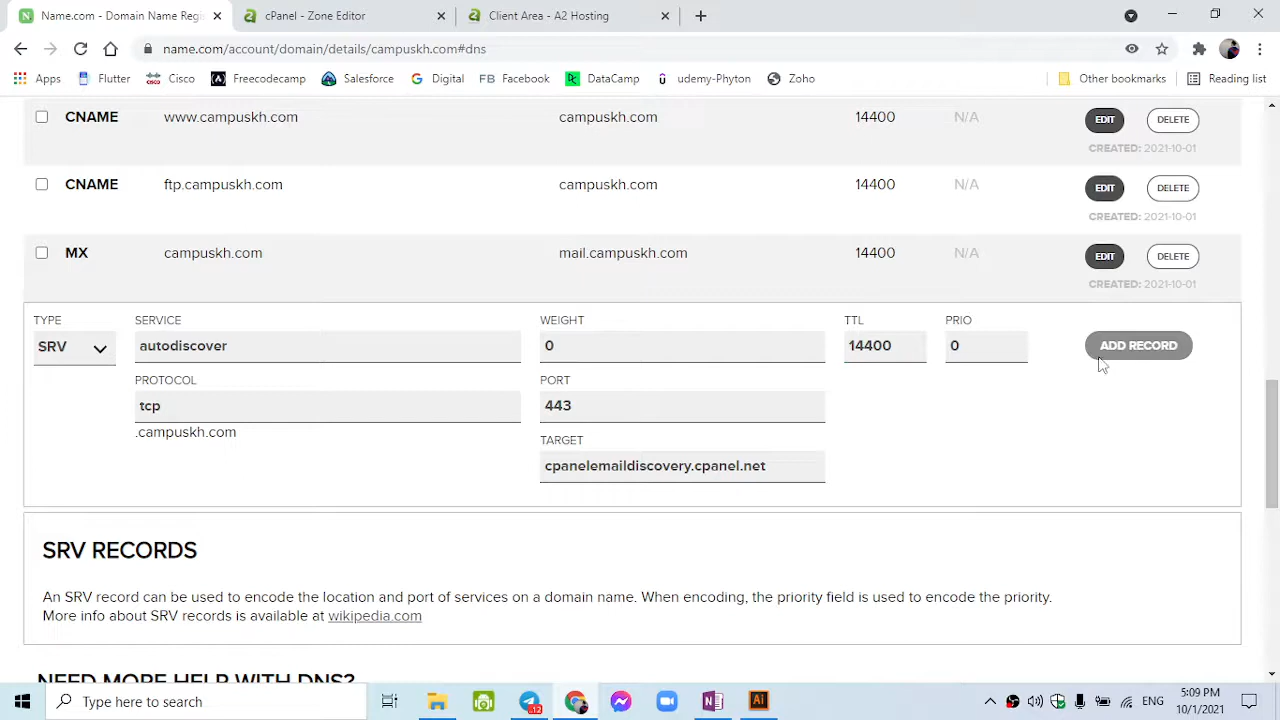 Name.com - Domain Name Regi
cPanel - Zone Editor
Client Area - A2 Hosting
name.com/account/domain/details/campuskh.com#dns
Apps
Flutter
Cisco
Freecodecamp
Salesforce
Digital
Facebook
DataCamp
udemy-Phyton
Zoho
Other bookmarks
Reading list
CNAME www.campuskh.com campuskh.com 14400 N/A EDIT DELETE
CREATED: 2021-10-01
CNAME ftp.campuskh.com campuskh.com 14400 N/A EDIT DELETE
CREATED: 2021-10-01
MX campuskh.com mail.campuskh.com 14400 N/A EDIT DELETE
CREATED: 2021-10-01
TYPE SERVICE WEIGHT TTL PRIO
SRV autodiscover 0 14400 0 ADD RECORD
PROTOCOL PORT
tcp 443
.campuskh.com
TARGET
cpanelemaildiscovery.cpanel.net
SRV RECORDS
An SRV record can be used to encode the location and port of services on a domain name. When encoding, the priority field is used to encode the priority.
More info about SRV records is available at wikipedia.com
NEED MORE HELP WITH DNS?
Type here to search
12
Ai
ENG
5:09 PM
10/1/2021